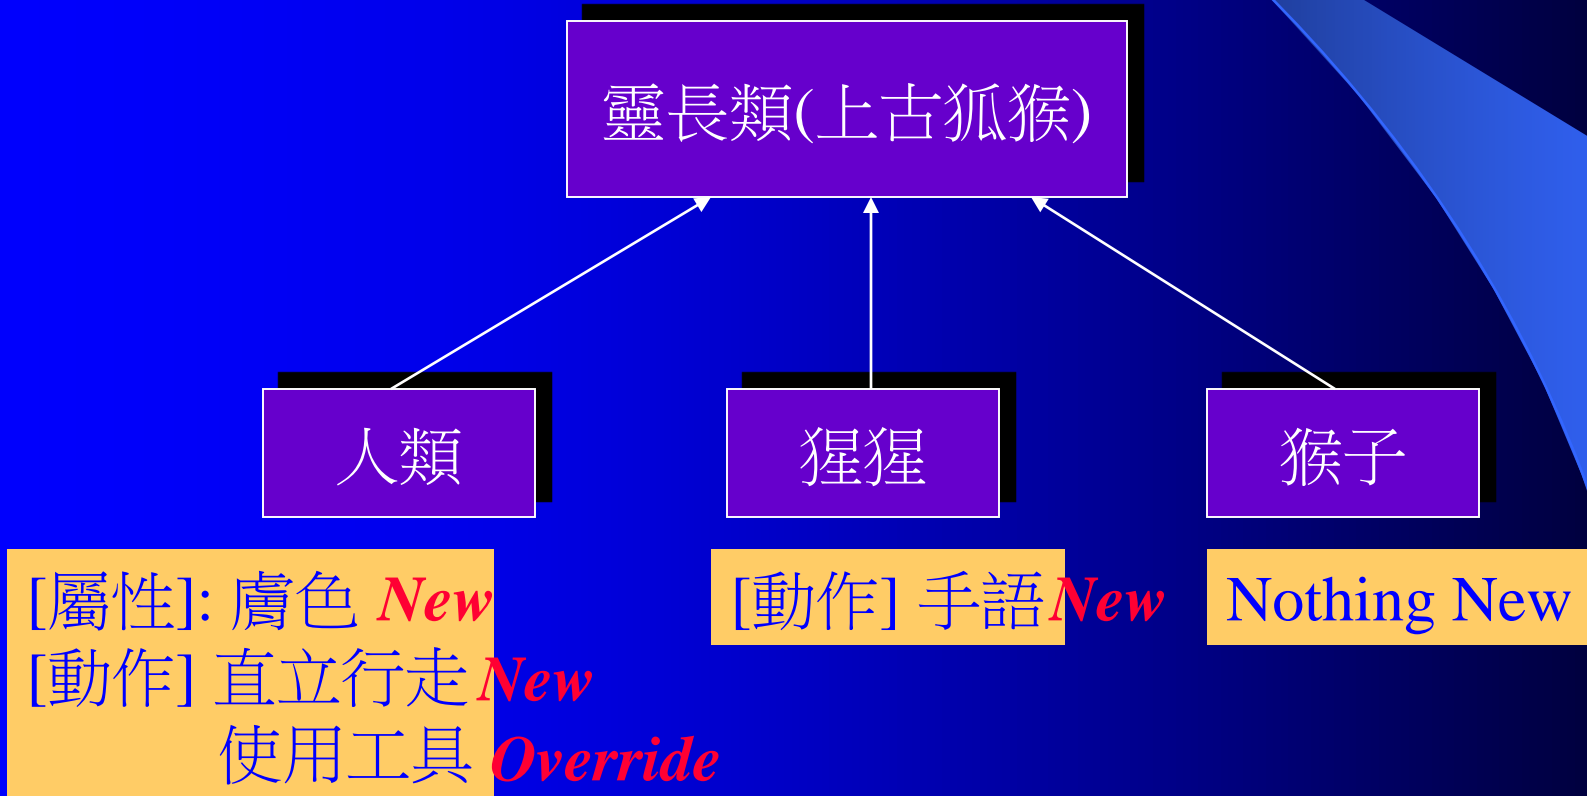 靈長類(上古狐猴)
人類
猩猩
猴子
[屬性]: 膚色 New
[動作] 直立行走 New
使用工具 Override
[動作] 手語 New
Nothing New